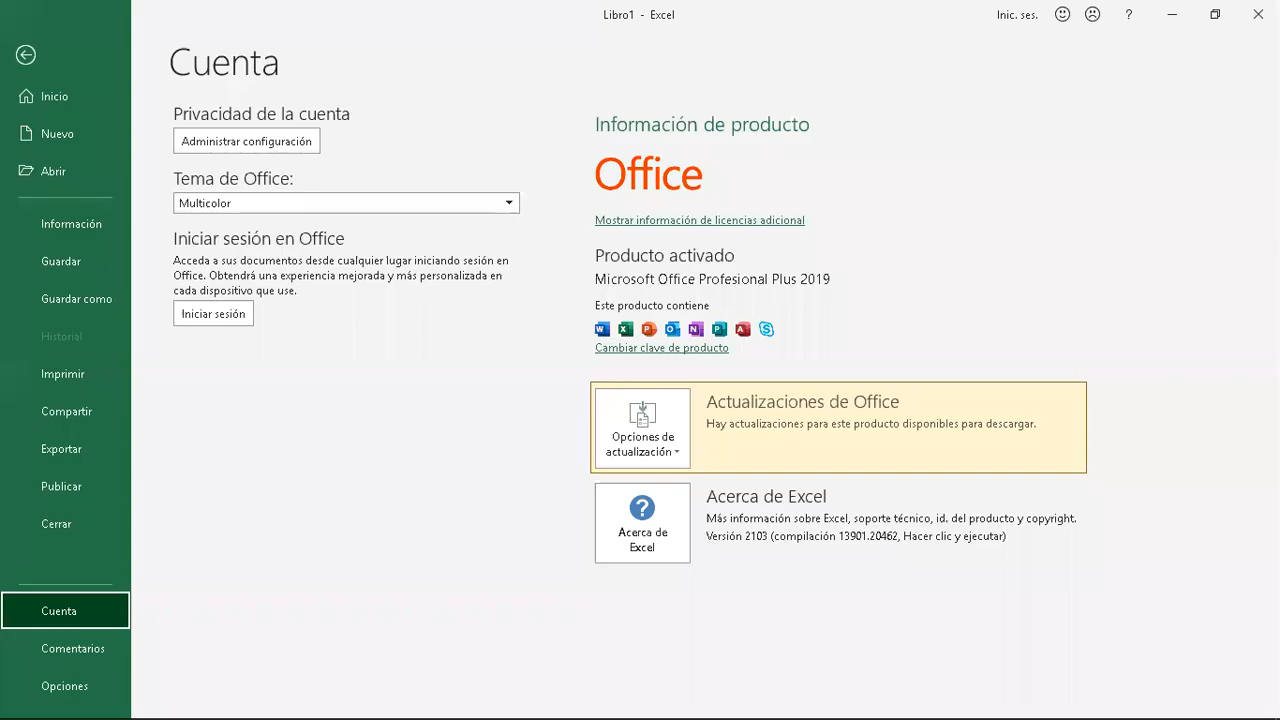 Libro1 - Excel
Inic. ses.
?
Inicio
Nuevo
Abrir
Información
Guardar
Guardar como
Historial
Imprimir
Compartir
Exportar
Publicar
Cerrar
Cuenta
Comentarios
Opciones
Cuenta
Privacidad de la cuenta
Administrar configuración
Tema de Office:
Multicolor
Iniciar sesión en Office
Acceda a sus documentos desde cualquier lugar iniciando sesión en
Office. Obtendrá una experiencia mejorada y más personalizada en
cada dispositivo que use.
Iniciar sesión
Información de producto
Office
Mostrar información de licencias adicional
Producto activado
Microsoft Office Profesional Plus 2019
Este producto contiene
W X P O N P A S
Cambiar clave de producto
Opciones de
actualización
Actualizaciones de Office
Hay actualizaciones para este producto disponibles para descargar.
?
Acerca de
Excel
Acerca de Excel
Más información sobre Excel, soporte técnico, id. del producto y copyright.
Versión 2103 (compilación 13901.20462, Hacer clic y ejecutar)